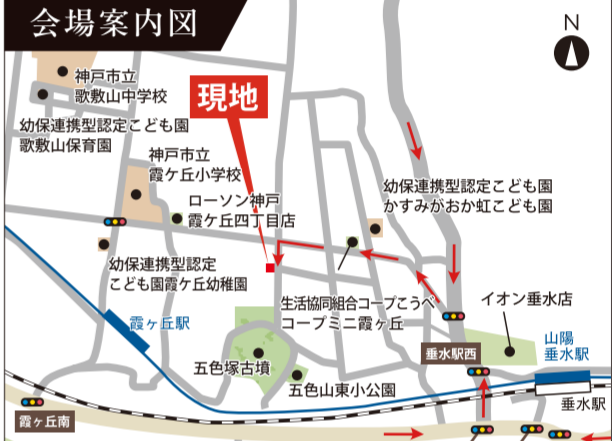 会場案内図
N
神戸市立
歌敷山中学校
現地
幼保連携型認定こども園
歌敷山保育園
神戸市立
霞ケ丘小学校
ローソン神戸
霞ケ丘四丁目店
幼保連携型認定こども園
かすみがおか虹こども園
幼保連携型認定
こども園霞ケ丘幼稚園
生活協同組合コープこうべ
コープミニ霞ヶ丘
イオン垂水店
霞ヶ丘駅
山陽
垂水駅
垂水駅西
五色塚古墳
五色山東小公園
垂水駅
霞ヶ丘南